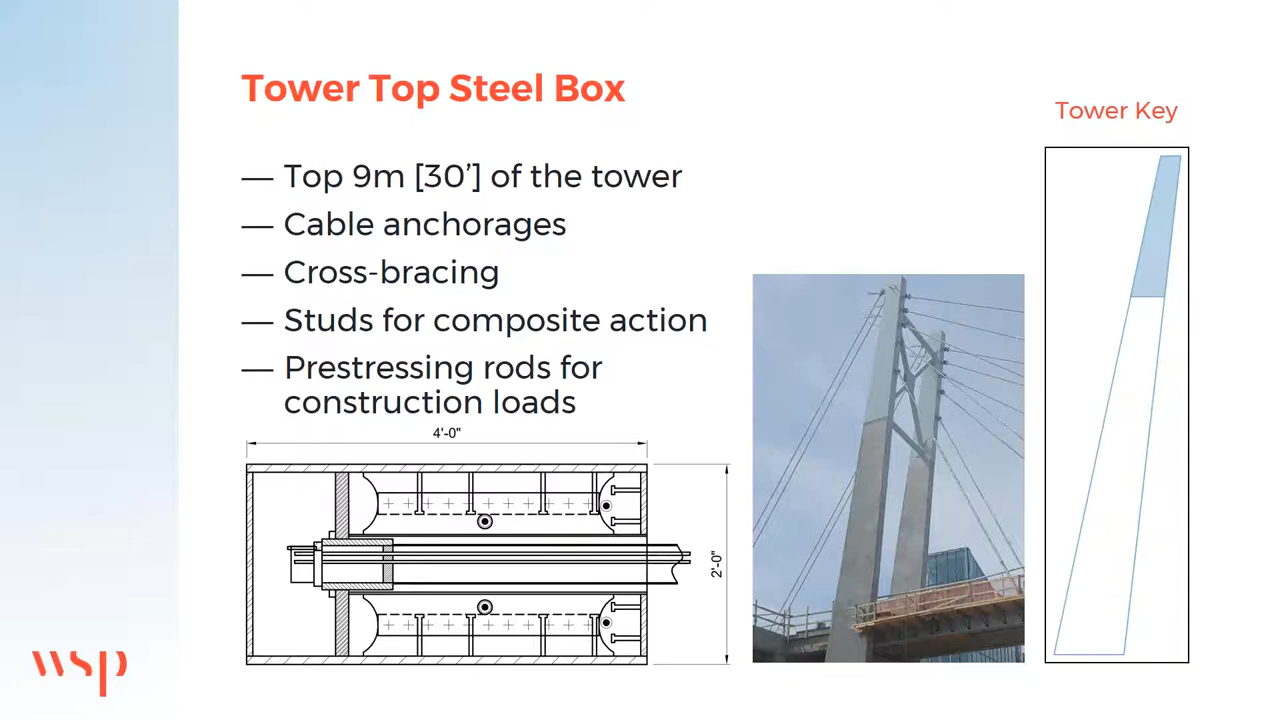 Tower Top Steel Box
Tower Key
— Top 9m [30’] of the tower
— Cable anchorages
— Cross-bracing
— Studs for composite action
— Prestressing rods for
construction loads
4'-0"
2'-0"
wsp